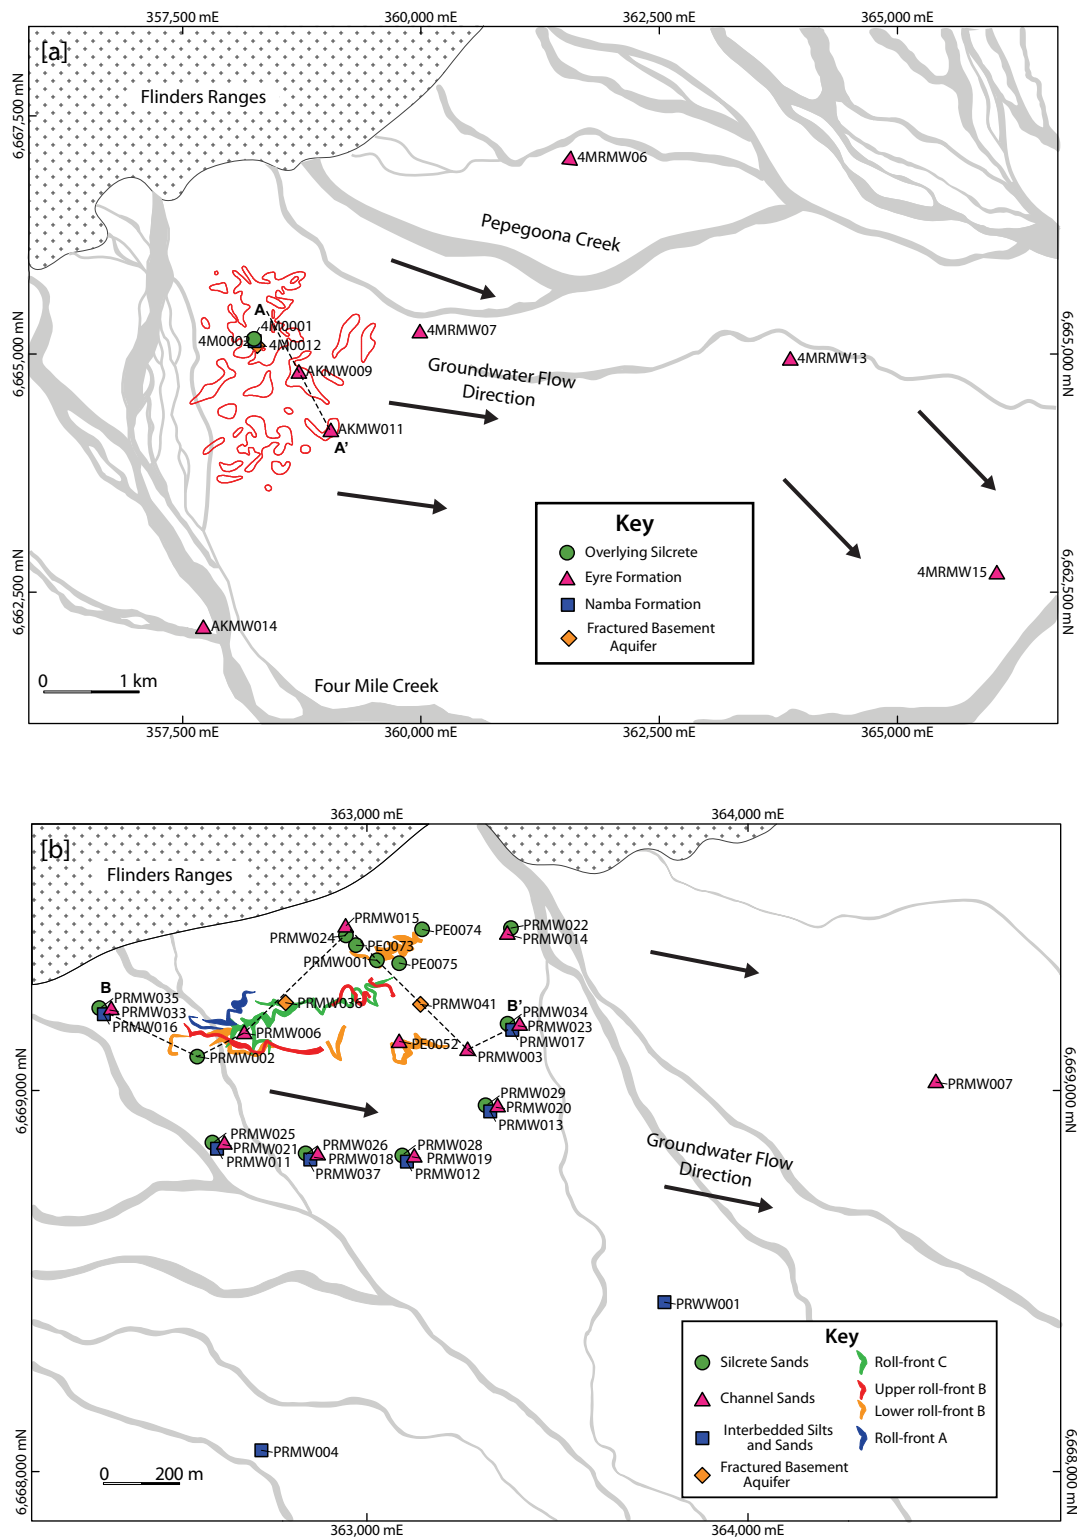 357,500 mE
360,000 mE
362,500 mE
365,000 mE
[a]
Flinders Ranges
6,667,500 mN
4MRMW06
Pepegoona Creek
A
4M0001
4M0002
4M0012
4MRMW07
6,665,000 mN
6,665,000 mN
4MRMW13
AKMW009
Groundwater Flow
Direction
AKMW011
A'
Key
Overlying Silcrete
Eyre Formation
Namba Formation
Fractured Basement
Aquifer
4MRMW15
6,662,500 mN
6,662,500 mN
AKMW014
0
1 km
Four Mile Creek
357,500 mE
360,000 mE
362,500 mE
365,000 mE
363,000 mE
364,000 mE
[b]
Flinders Ranges
PRMW015
PRMW024
PE0073
PE0074
PRMW022
PRMW014
PRMW001
PE0075
B
PRMW035
PRMW033
PRMW016
PRMW036
PRMW041
B'
PRMW034
PRMW023
PRMW017
PRMW006
PE0052
PRMW003
PRMW002
6,669,000 mN
6,669,000 mN
PRMW007
PRMW029
PRMW020
PRMW013
PRMW025
PRMW021
PRMW011
PRMW026
PRMW018
PRMW037
PRMW028
PRMW019
PRMW012
Groundwater Flow
Direction
PRWW001
Key
Silcrete Sands
Channel Sands
Interbedded Silts
and Sands
Fractured Basement
Aquifer
Roll-front C
Upper roll-front B
Lower roll-front B
Roll-front A
PRMW004
0
200 m
6,668,000 mN
6,668,000 mN
363,000 mE
364,000 mE